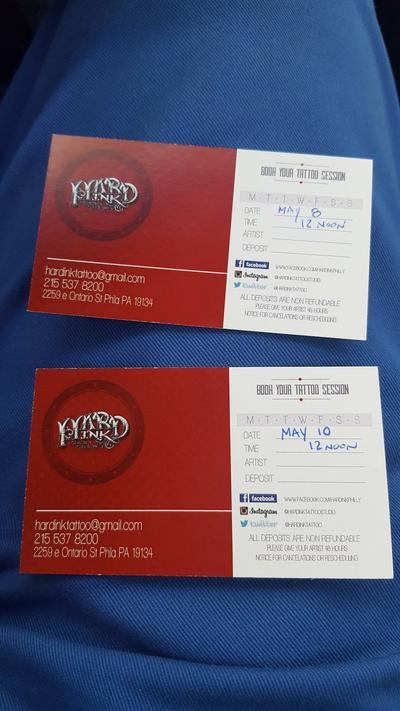 HARD
INK
hardinktattoo@gmail.com
215 537 8200
2259 e Ontario St Phila PA 19134
BOOK YOUR TATTOO SESSION
M - T - T - W - F - S - S
DATE MAY 8
TIME 12 NOON
ARTIST
DEPOSIT
facebook WWW.FACEBOOK.COM/HARDINKPHILLY
Instagram @HARDINKTATTOOSTUDIO
twitter @HARDINKTATTOO
ALL DEPOSITS ARE NON REFUNDABLE
PLEASE GIVE YOUR ARTIST 48 HOURS
NOTICE FOR CANCELATIONS OR RESCHEDULING
HARD
INK
hardinktattoo@gmail.com
215 537 8200
2259 e Ontario St Phila PA 19134
BOOK YOUR TATTOO SESSION
M - T - T - W - F - S - S
DATE MAY 10
TIME 12 NOON
ARTIST
DEPOSIT
facebook WWW.FACEBOOK.COM/HARDINKPHILLY
Instagram @HARDINKTATTOOSTUDIO
twitter @HARDINKTATTOO
ALL DEPOSITS ARE NON REFUNDABLE
PLEASE GIVE YOUR ARTIST 48 HOURS
NOTICE FOR CANCELATIONS OR RESCHEDULING